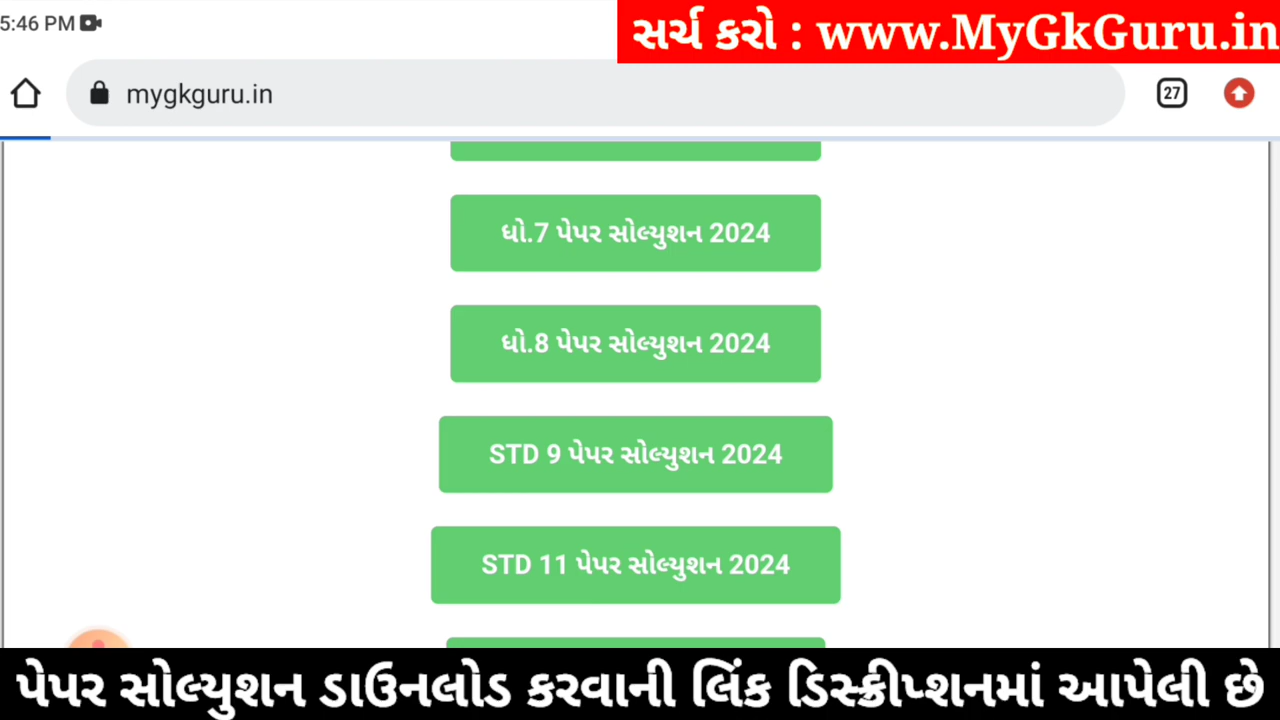 5:46 PM
સર્ચ કરો : www.MyGkGuru.in
mygkguru.in
27
ધો.7 પેપર સોલ્યુશન 2024
ધો.8 પેપર સોલ્યુશન 2024
STD 9 પેપર સોલ્યુશન 2024
STD 11 પેપર સોલ્યુશન 2024
પેપર સોલ્યુશન ડાઉનલોડ કરવાની લિંક ડિસ્ક્રીપ્શનમાં આપેલી છે